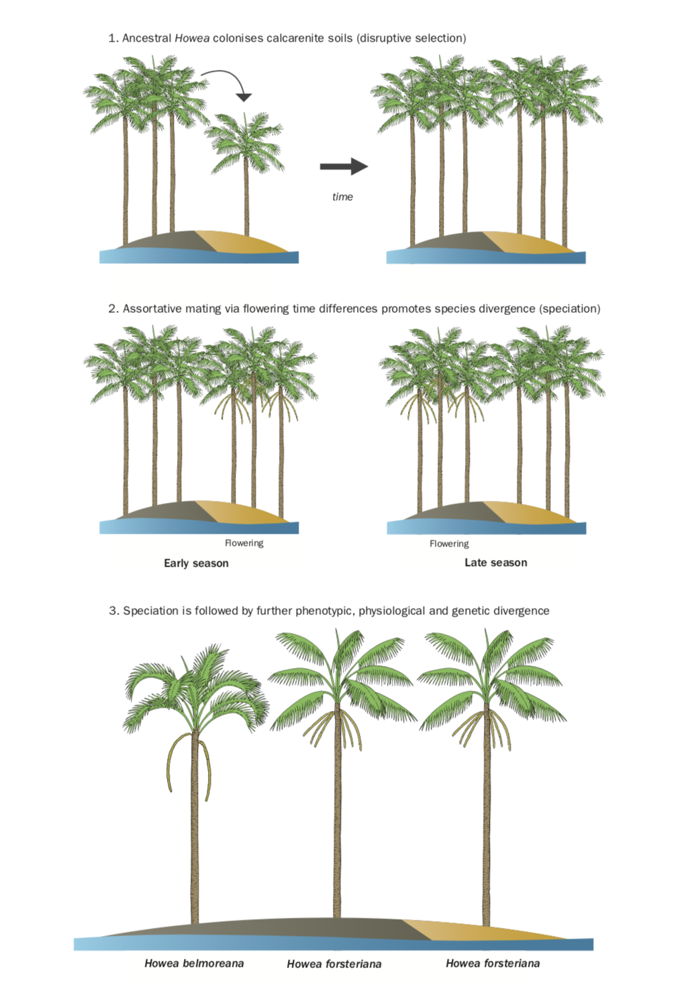 1. Ancestral Howea colonises calcarenite soils (disruptive selection)
time
2. Assortative mating via flowering time differences promotes species divergence (speciation)
Flowering
Flowering
Early season
Late season
3. Speciation is followed by further phenotypic, physiological and genetic divergence
Howea belmoreana
Howea forsteriana
Howea forsteriana